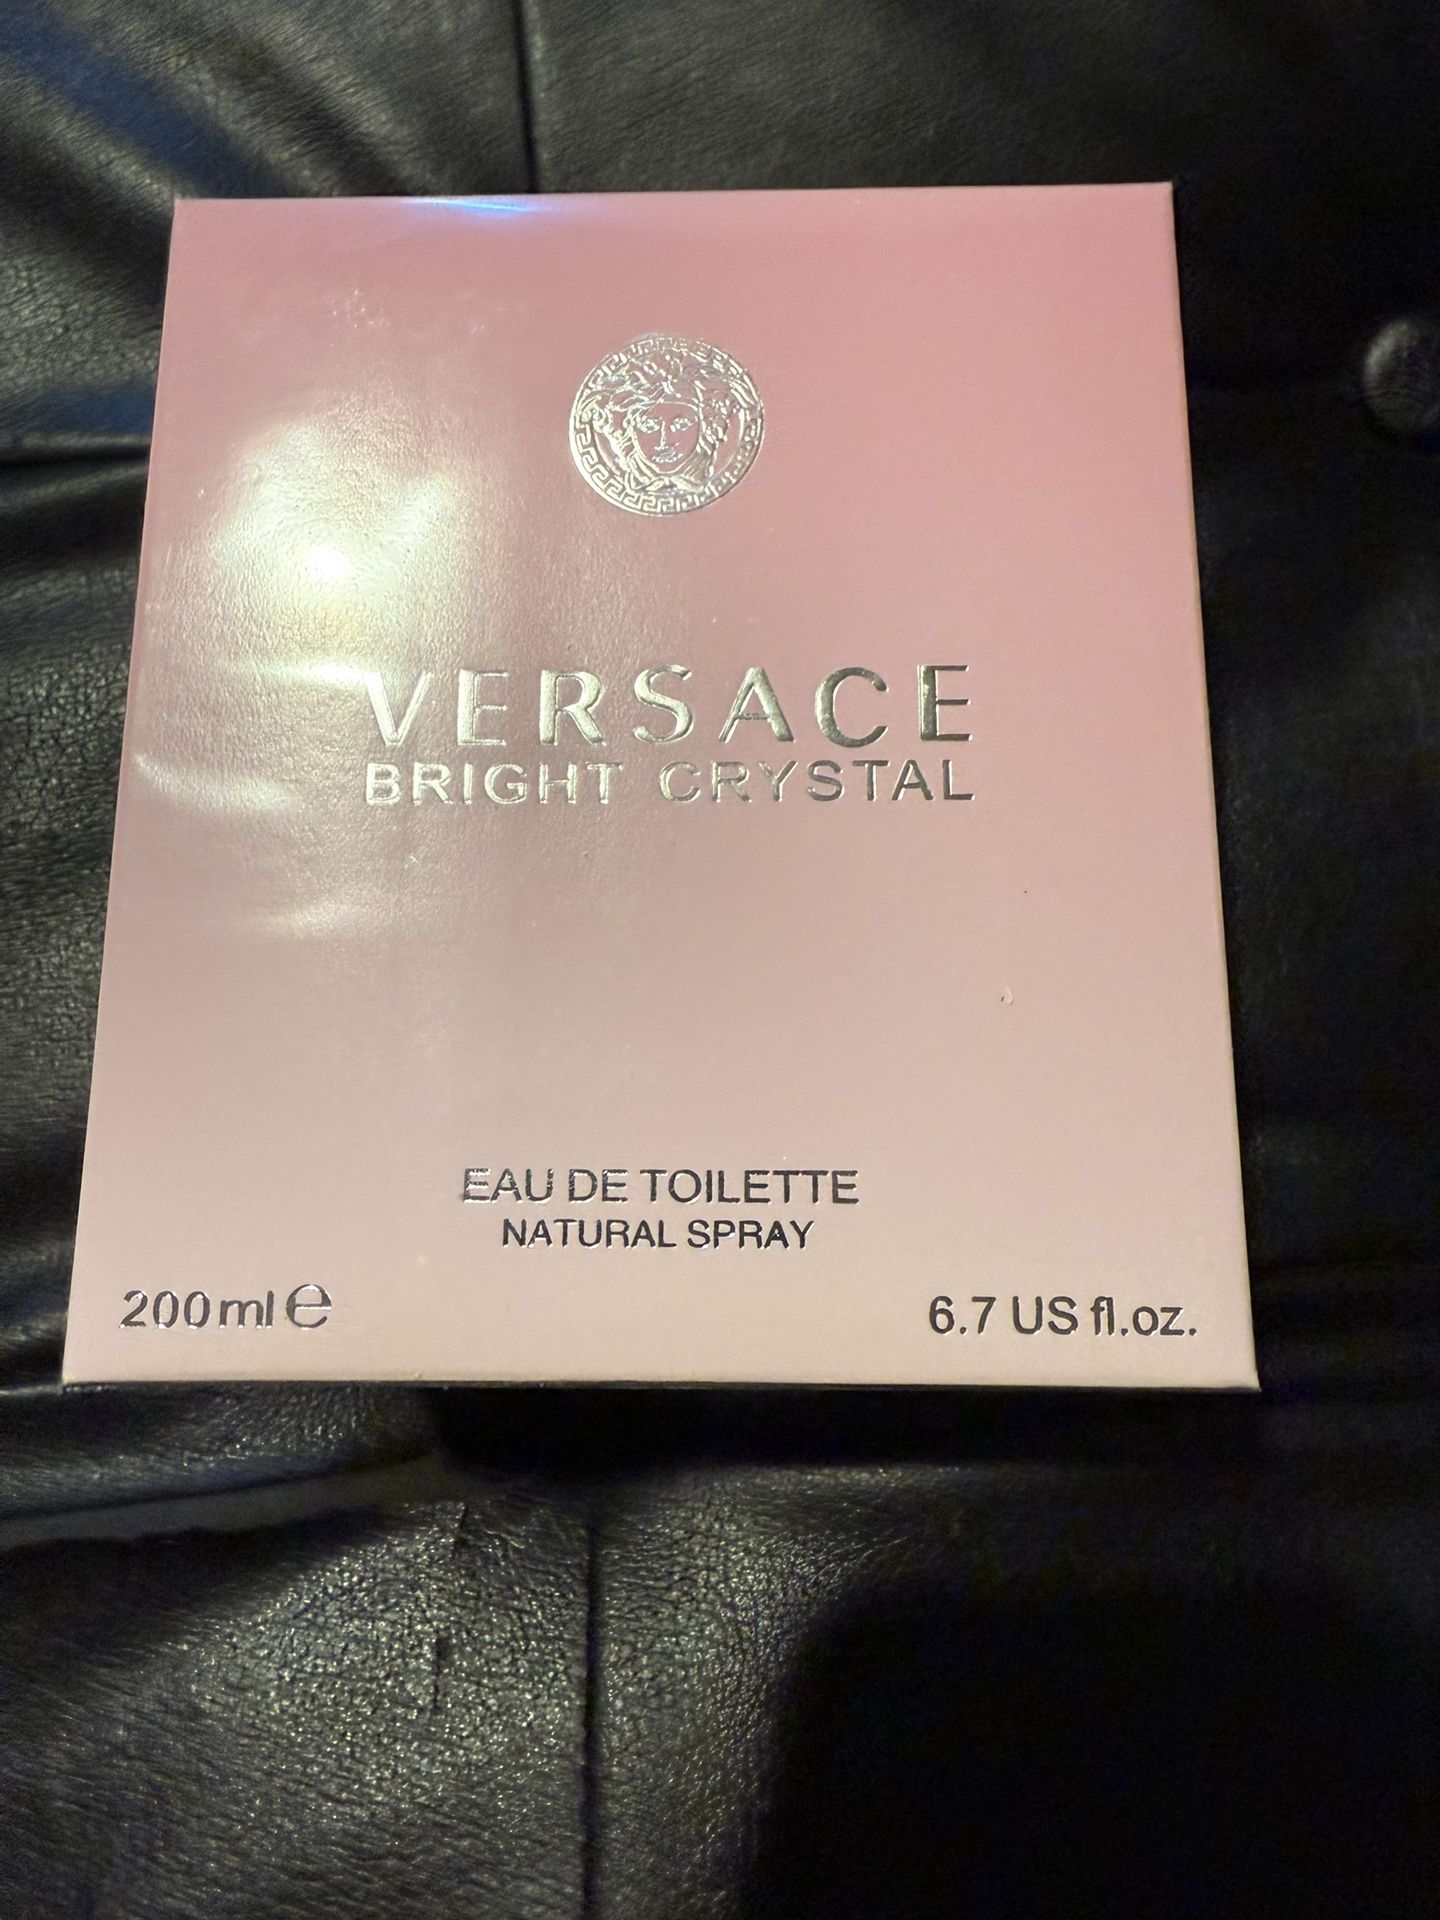 VERSACE
BRIGHT CRYSTAL
EAU DE TOILETTE
NATURAL SPRAY
200ml ℮
6.7 US fl.oz.